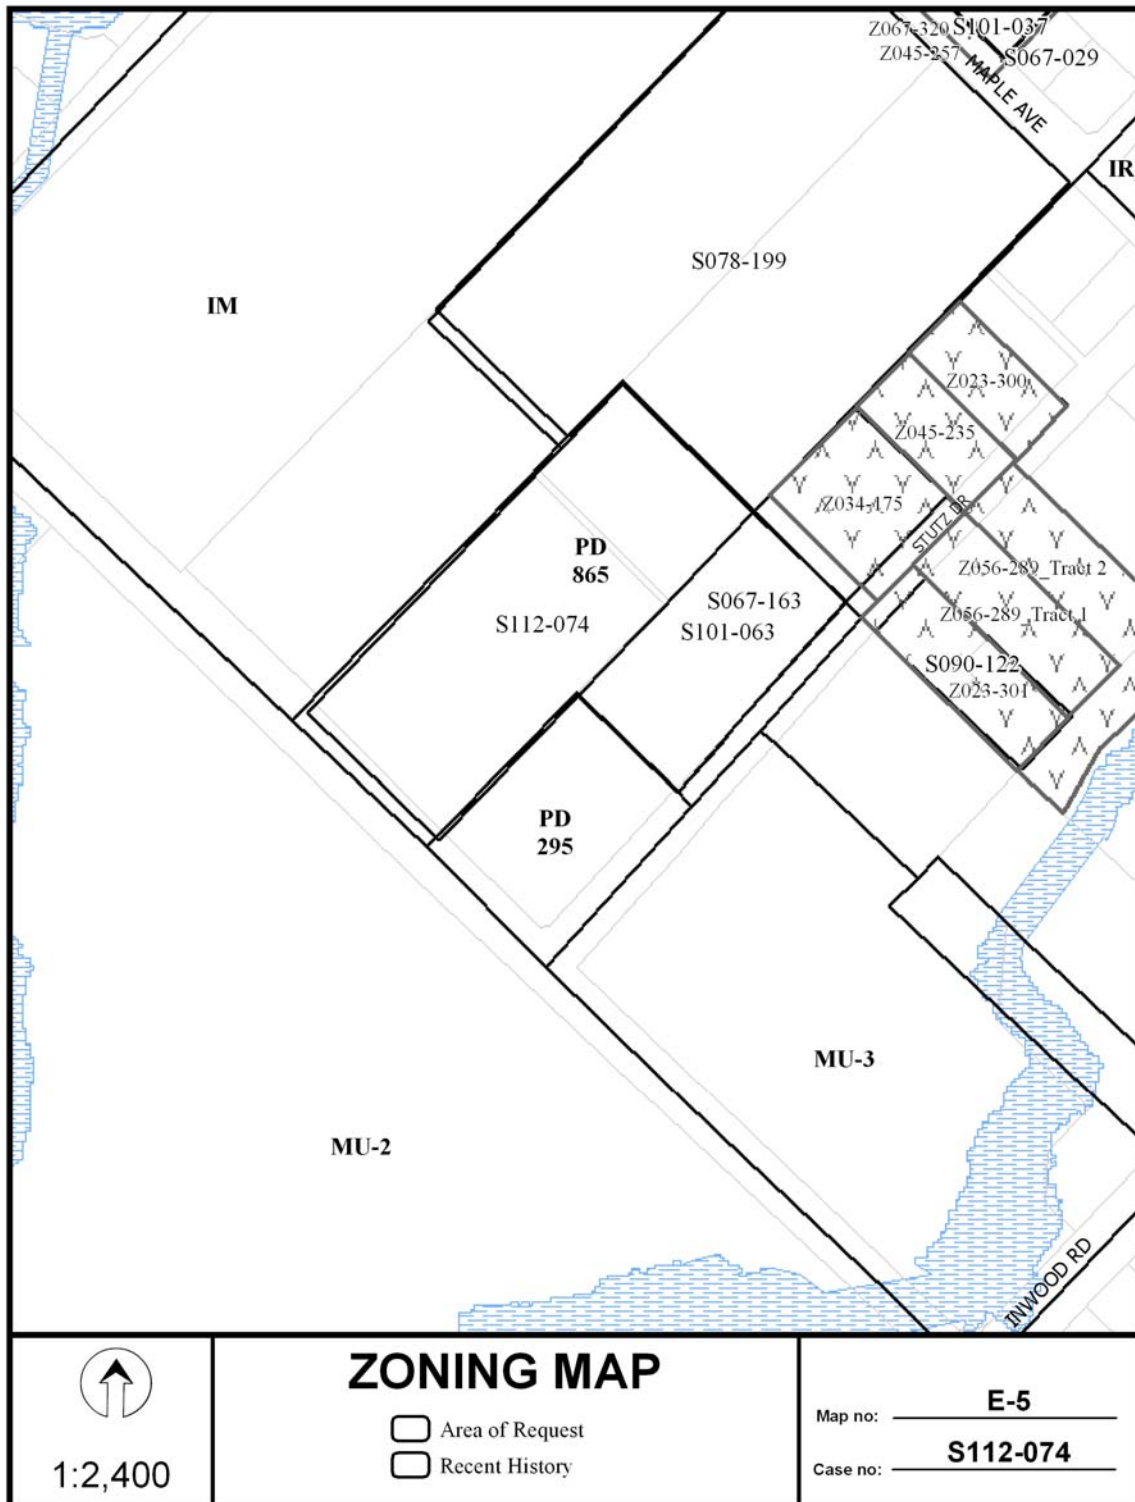 Z067-320 S101-037
Z045-257
S067-029
MAPLE AVE
IR
S078-199
IM
Z023-300
Z045-235
Z034-175
STUTZ DR
PD
865
Z056-289_Tract 2
S067-163
Z056-289_Tract 1
S112-074
S101-063
S090-122
Z023-301
PD
295
MU-3
MU-2
INWOOD RD
ZONING MAP
Area of Request
Recent History
1:2,400
Map no: E-5
Case no: S112-074